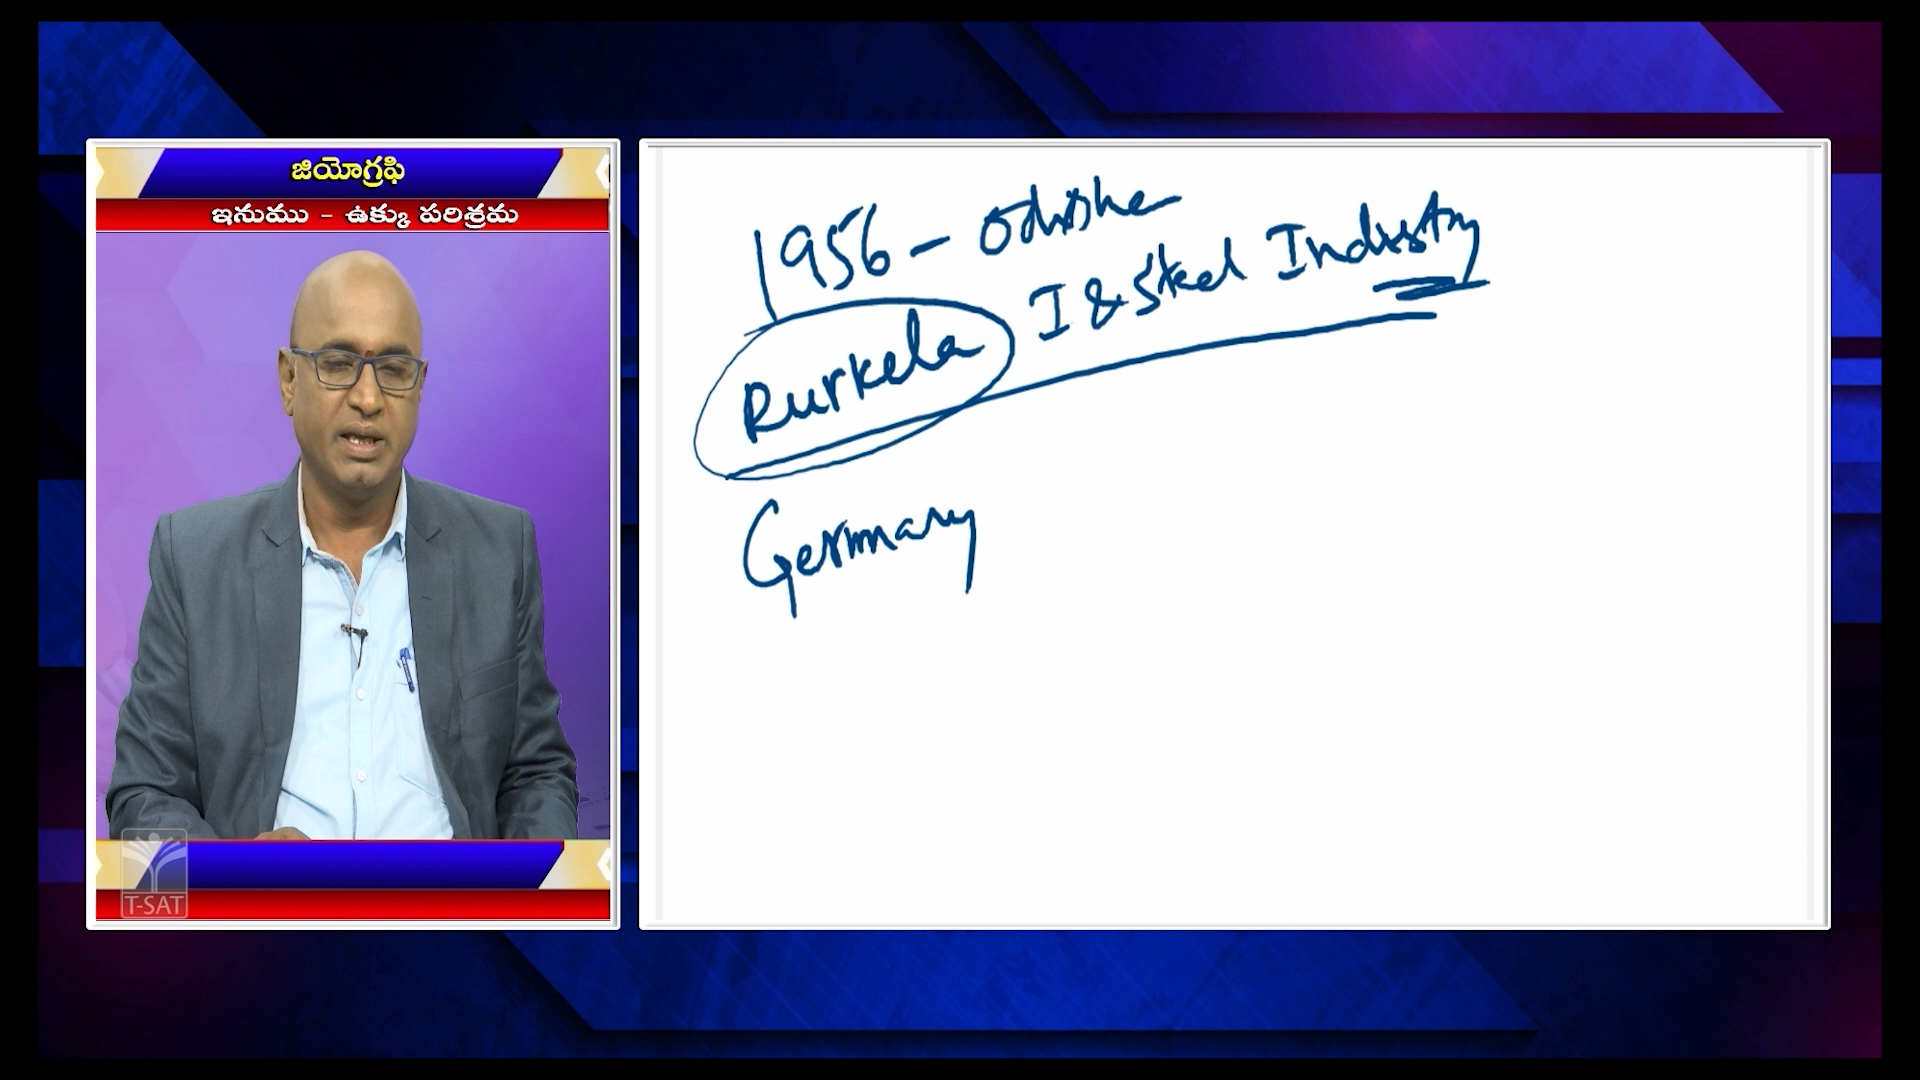 జియోగ్రఫి
ఇనుము - ఉక్కు పరిశ్రమ
1956 - Odisha
Rurkela I & Steel Industry
Germany
T-SAT